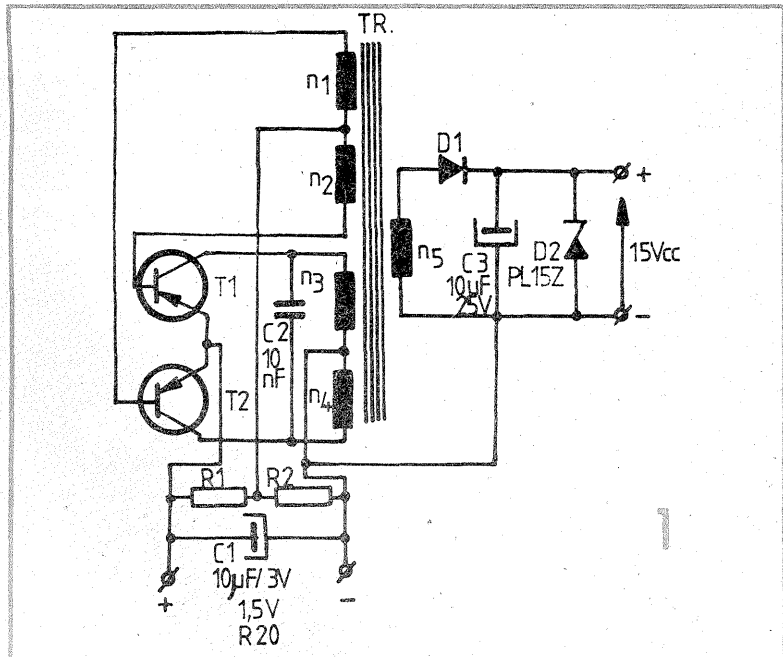 TR.
n1
n2
n3
n4
n5
D1
+
15Vcc
-
D2
PL15Z
C3
10µF
25V
T1
C2
10
nF
T2
R1
R2
C1
10µF/3V
+
-
1,5V
R20
1